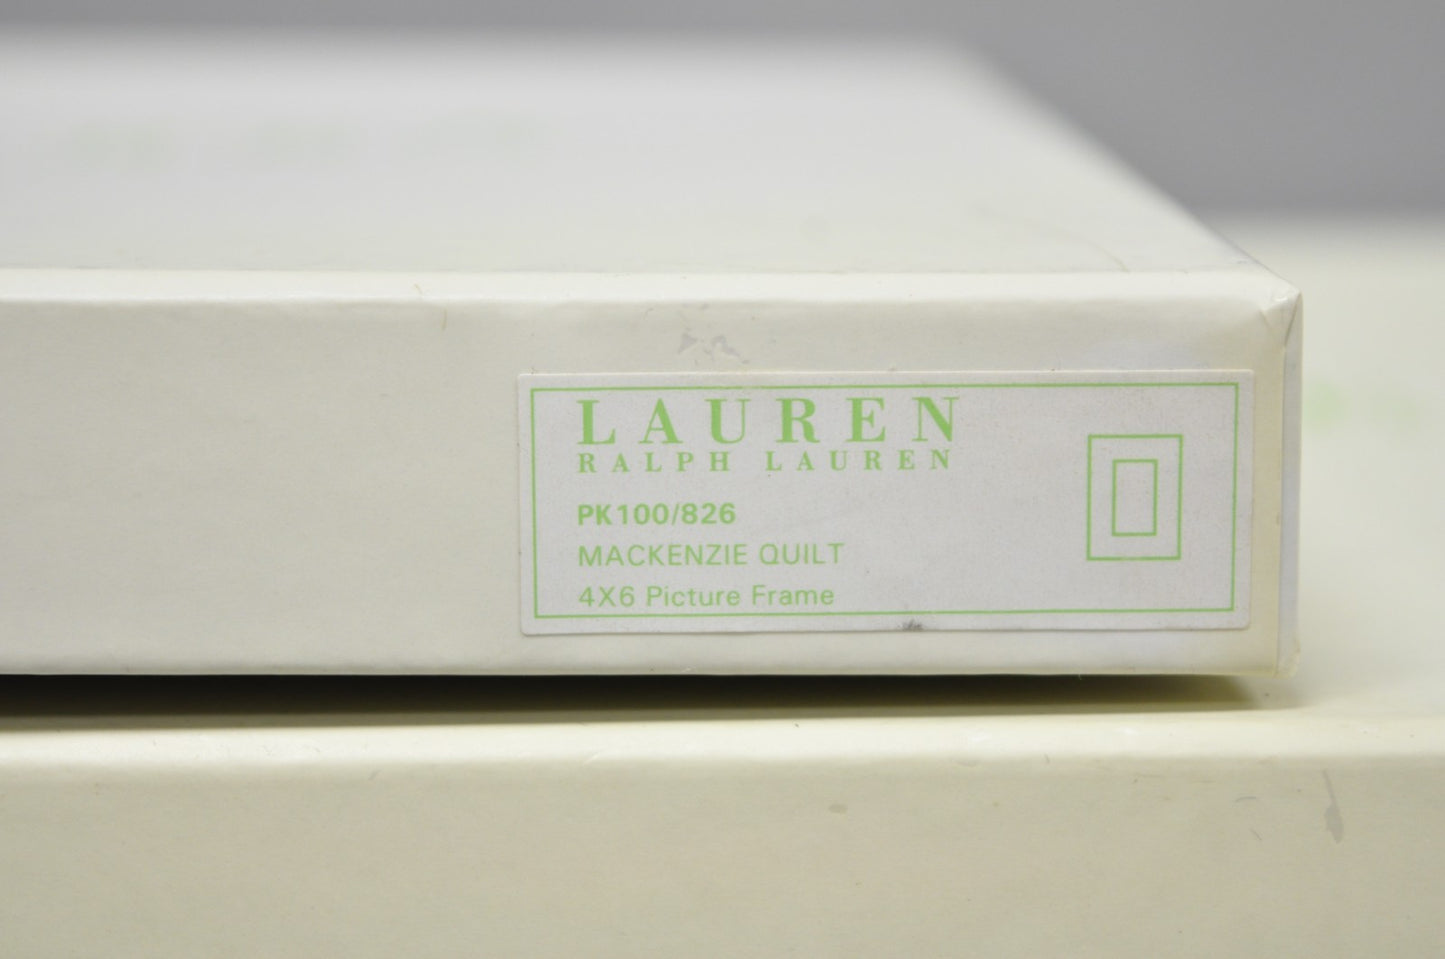 LAUREN
RALPH LAUREN
PK100/826
MACKENZIE QUILT
4X6 Picture Frame